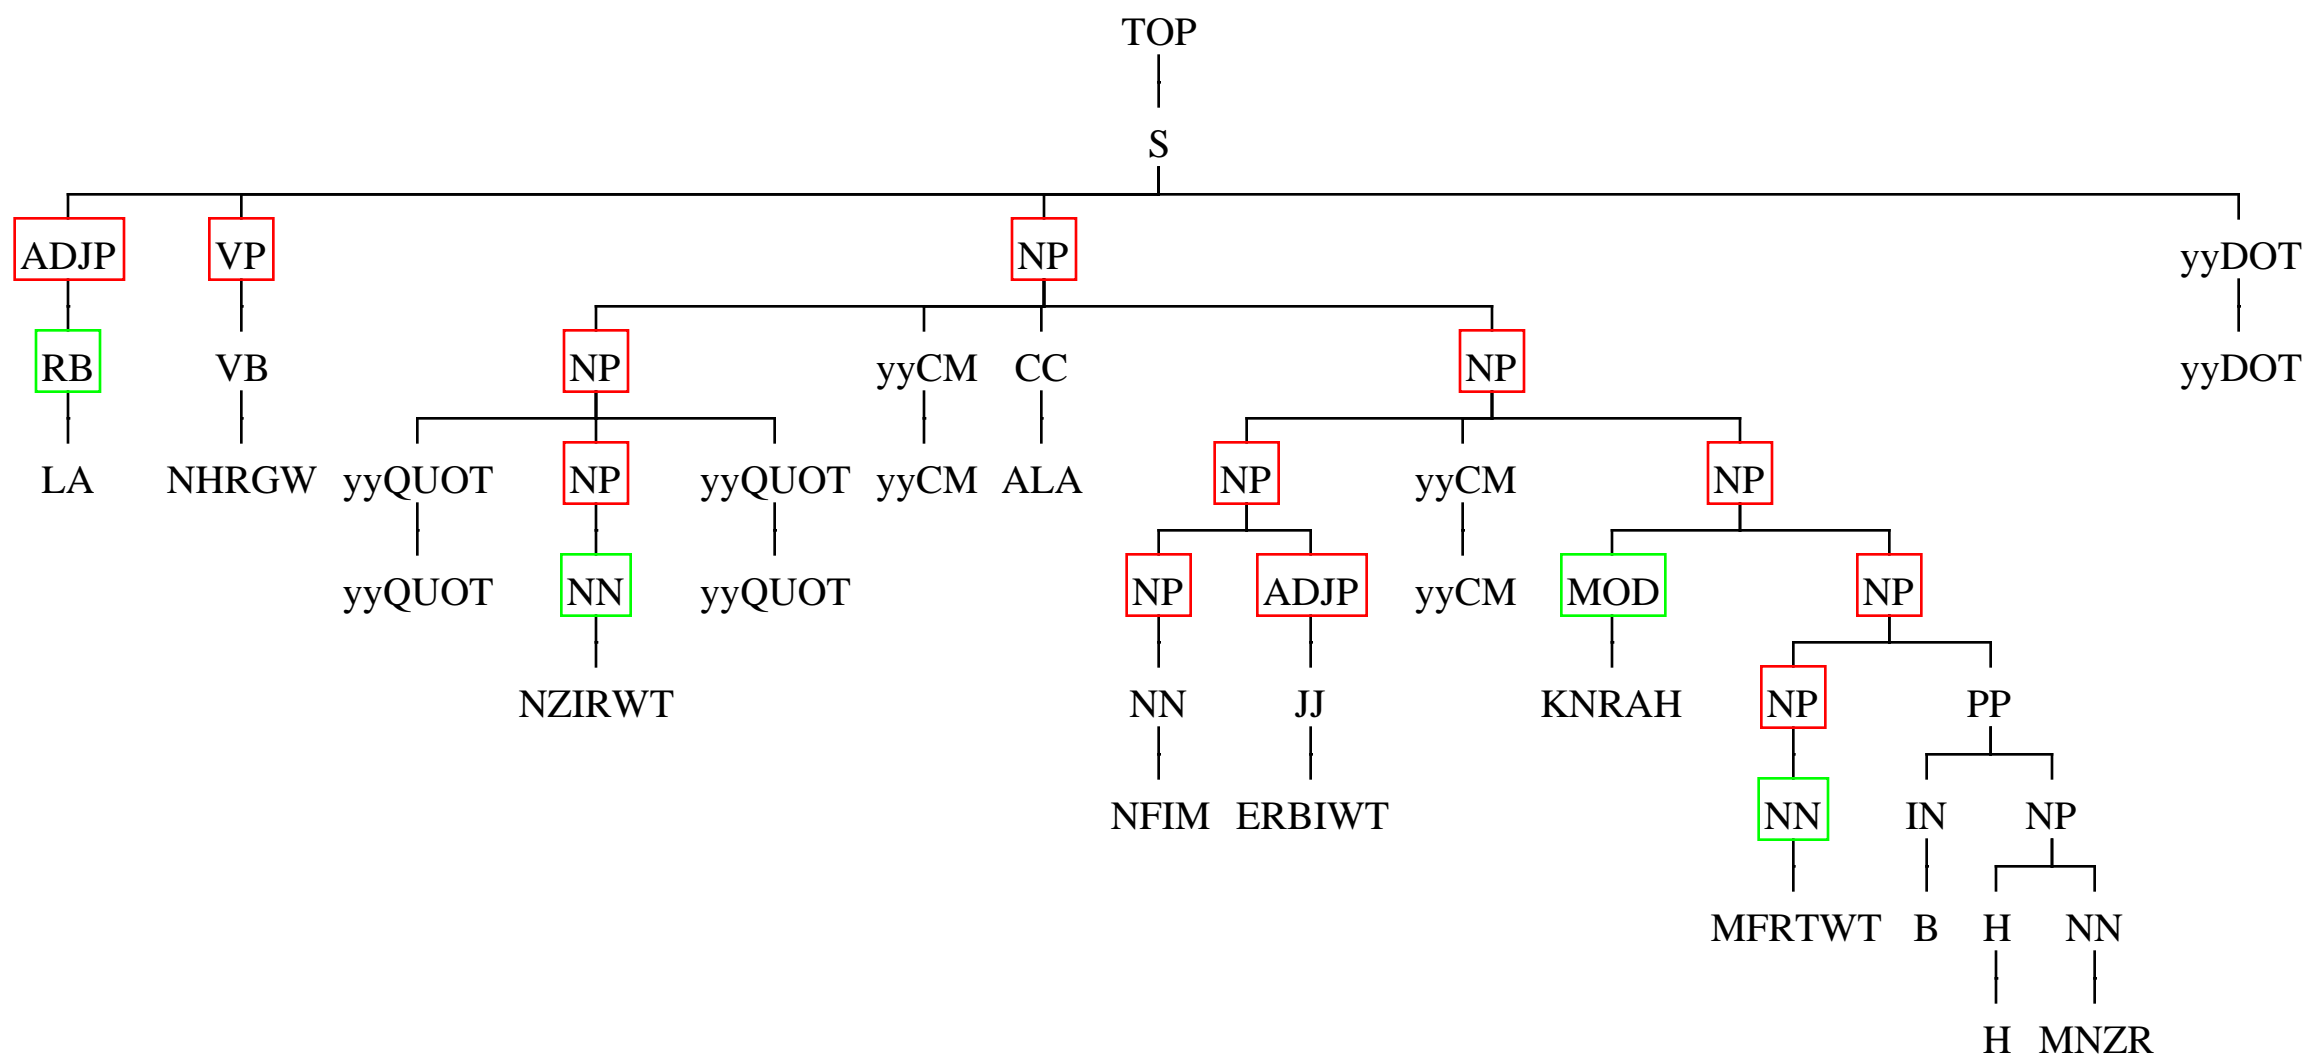 TOP
S
ADJP VP NP yyDOT
RB VB NP yyCM CC NP yyDOT
LA NHRGW yyQUOT NP yyQUOT yyCM ALA NP yyCM NP
yyQUOT NN yyQUOT NP ADJP yyCM MOD NP
NZIRWT NN JJ KNRAH NP PP
NFIM ERBIWT NN IN NP
MFRTWT B H NN
H MNZR